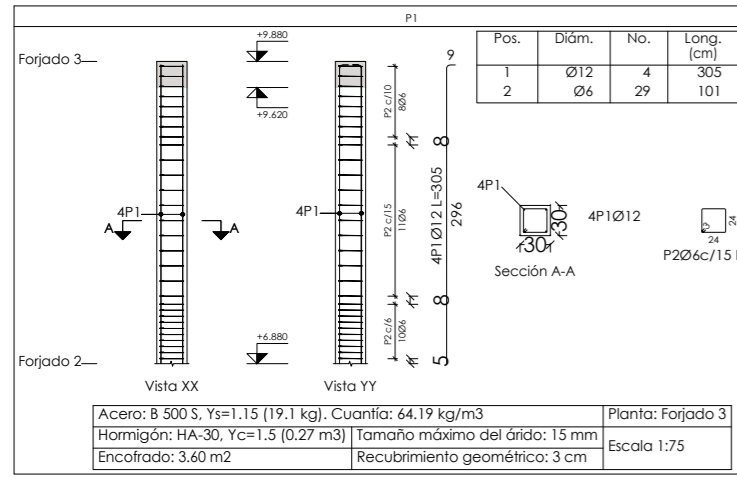 P1
Forjado 3
+9.880
+9.620
9
Pos. Diám. No. Long. (cm)
1 Ø12 4 305
2 Ø6 29 101
P2 c/10
8Ø6
8
4P1
A A
4P1
P2 c/15
11Ø6
4P1Ø12 L=305
296
4P1
30
30
4P1Ø12
Sección A-A
24
24
P2Ø6c/15
8
P2 c/6
10Ø6
+6.880
5
Forjado 2
Vista XX
Vista YY
Acero: B 500 S, Ys=1.15 (19.1 kg). Cuantía: 64.19 kg/m3
Planta: Forjado 3
Hormigón: HA-30, Yc=1.5 (0.27 m3)
Tamaño máximo del árido: 15 mm
Escala 1:75
Encofrado: 3.60 m2
Recubrimiento geométrico: 3 cm